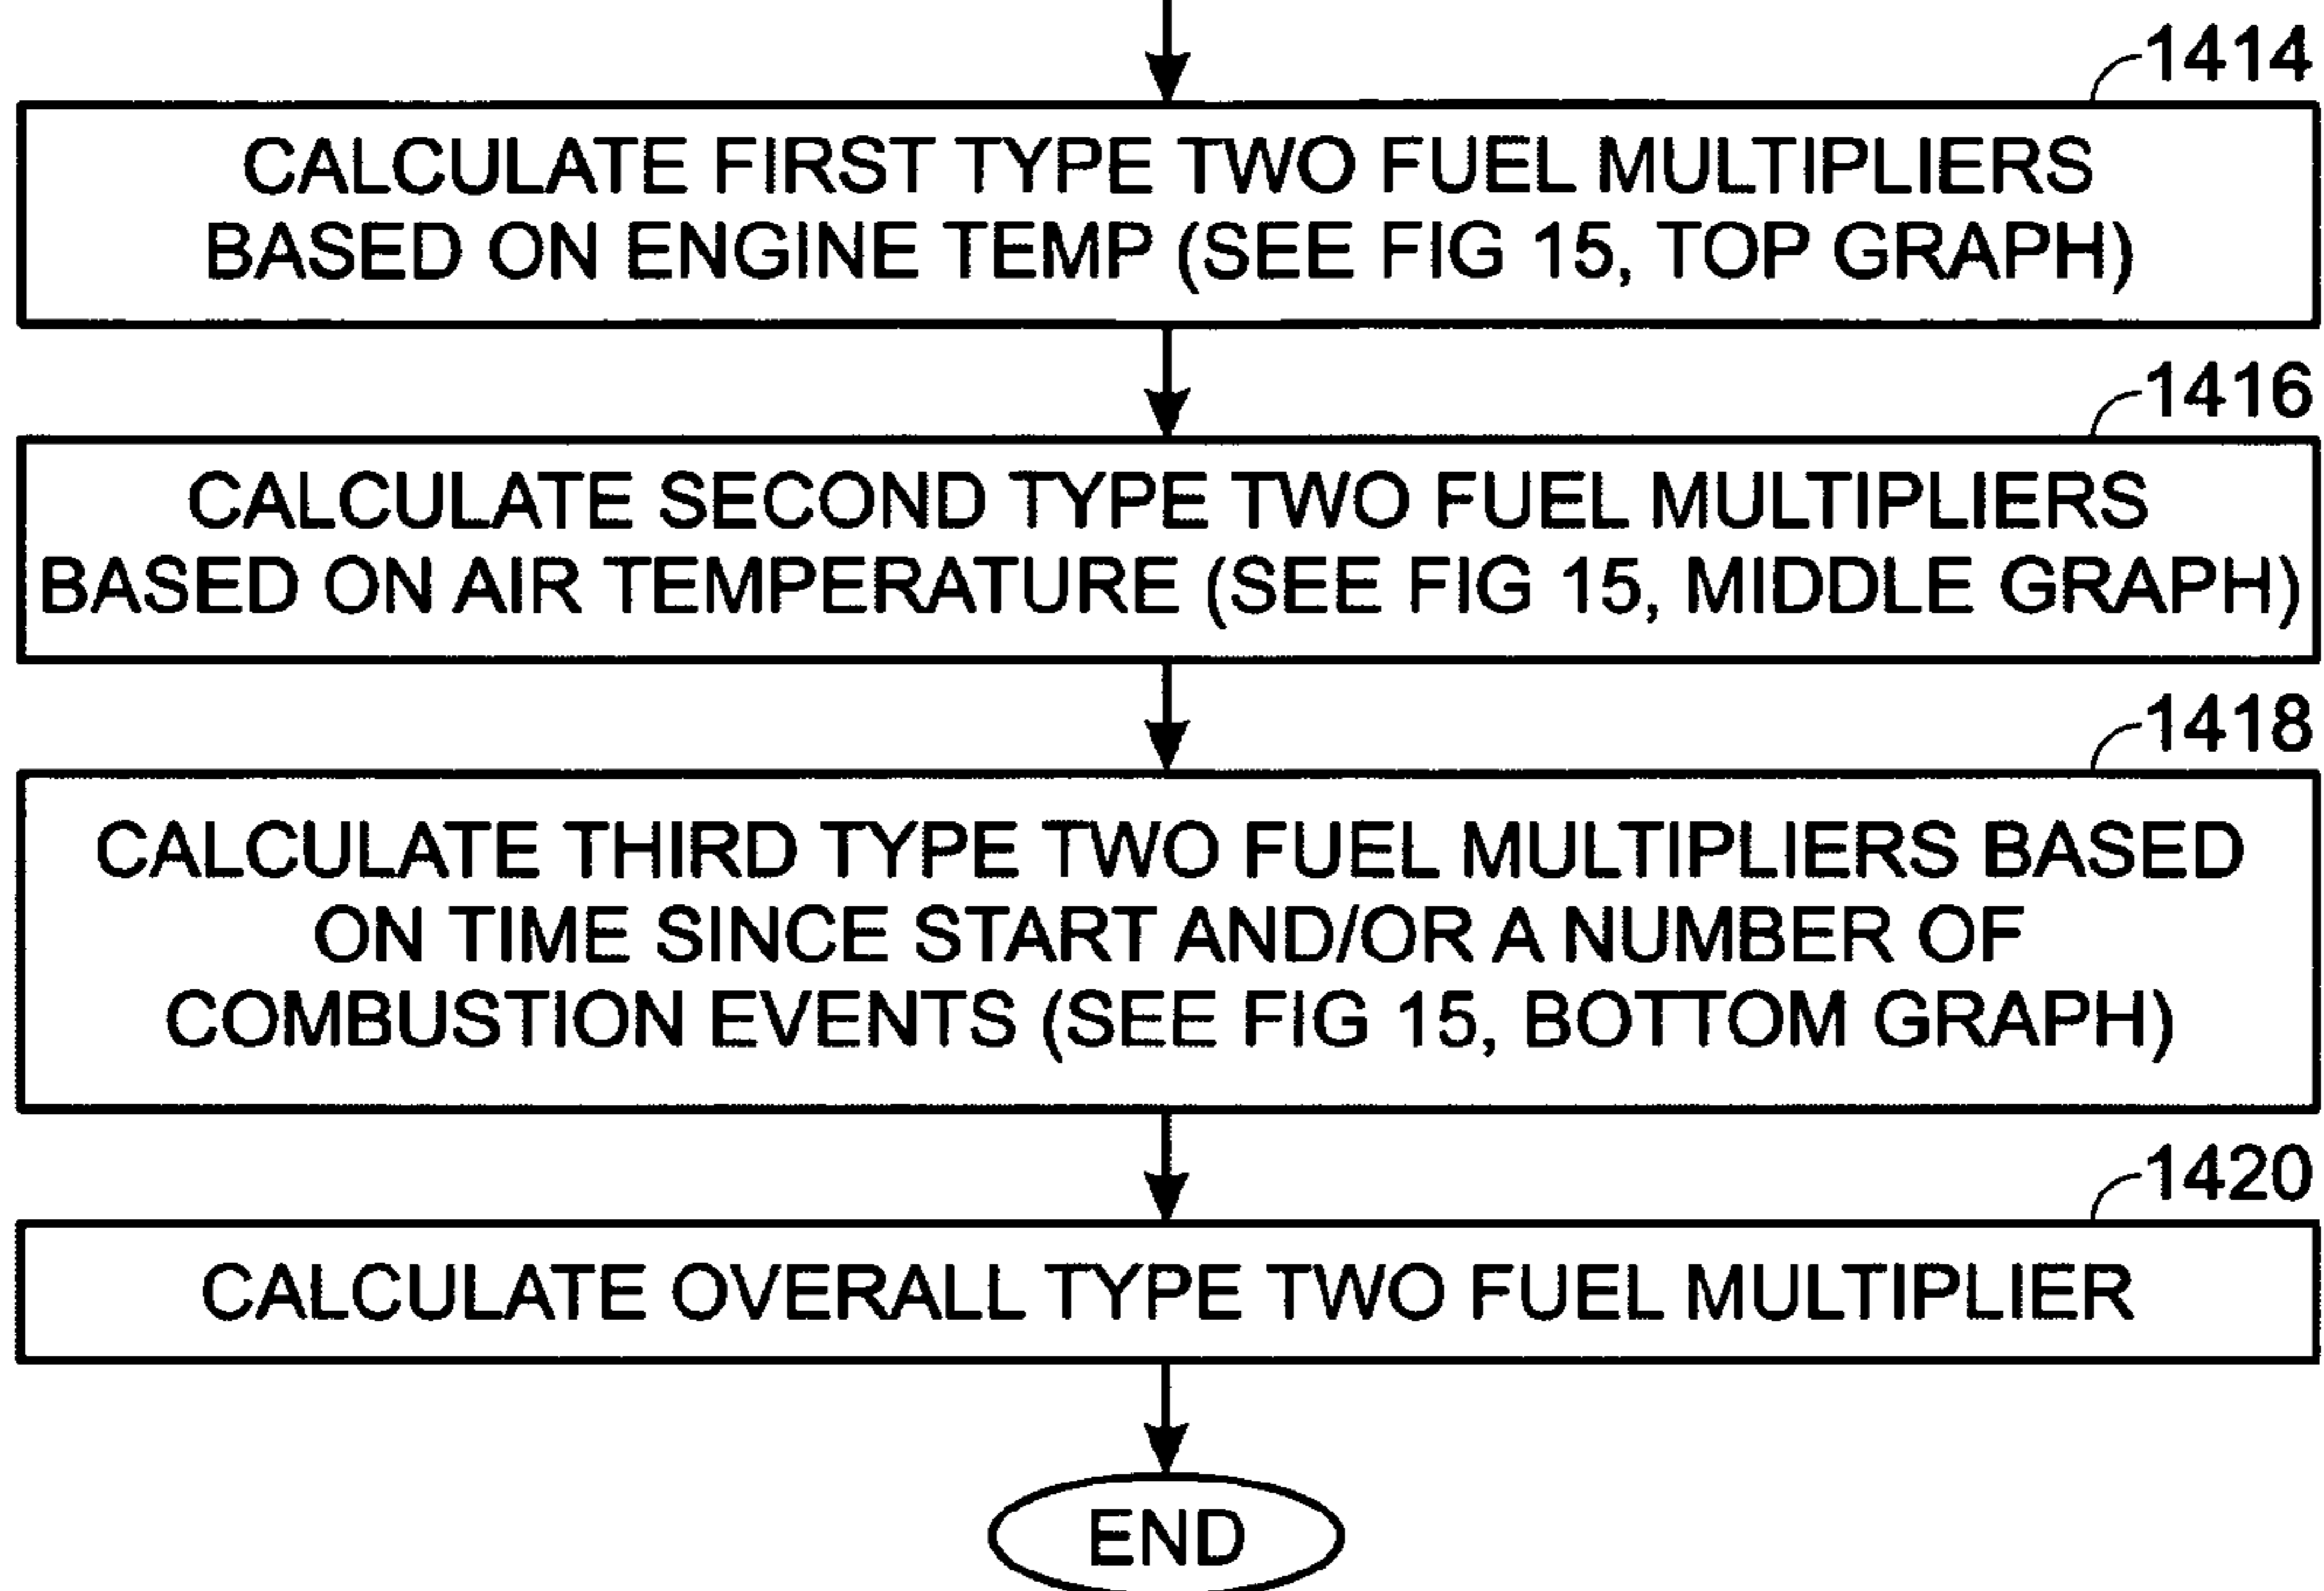 1414
CALCULATE FIRST TYPE TWO FUEL MULTIPLIERS
BASED ON ENGINE TEMP (SEE FIG 15, TOP GRAPH)
1416
CALCULATE SECOND TYPE TWO FUEL MULTIPLIERS
BASED ON AIR TEMPERATURE (SEE FIG 15, MIDDLE GRAPH)
1418
CALCULATE THIRD TYPE TWO FUEL MULTIPLIERS BASED
ON TIME SINCE START AND/OR A NUMBER OF
COMBUSTION EVENTS (SEE FIG 15, BOTTOM GRAPH)
1420
CALCULATE OVERALL TYPE TWO FUEL MULTIPLIER
END